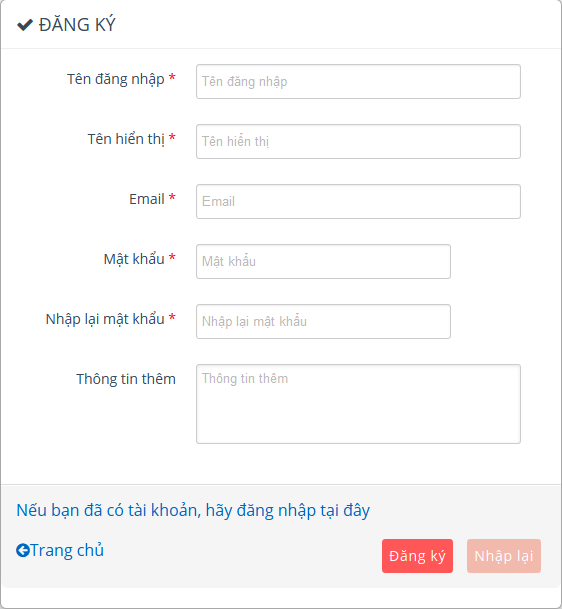 ĐĂNG KÝ
Tên đăng nhập * Tên đăng nhập
Tên hiển thị * Tên hiển thị
Email * Email
Mật khẩu * Mật khẩu
Nhập lại mật khẩu * Nhập lại mật khẩu
Thông tin thêm Thông tin thêm
Nếu bạn đã có tài khoản, hãy đăng nhập tại đây
Trang chủ Đăng ký Nhập lại